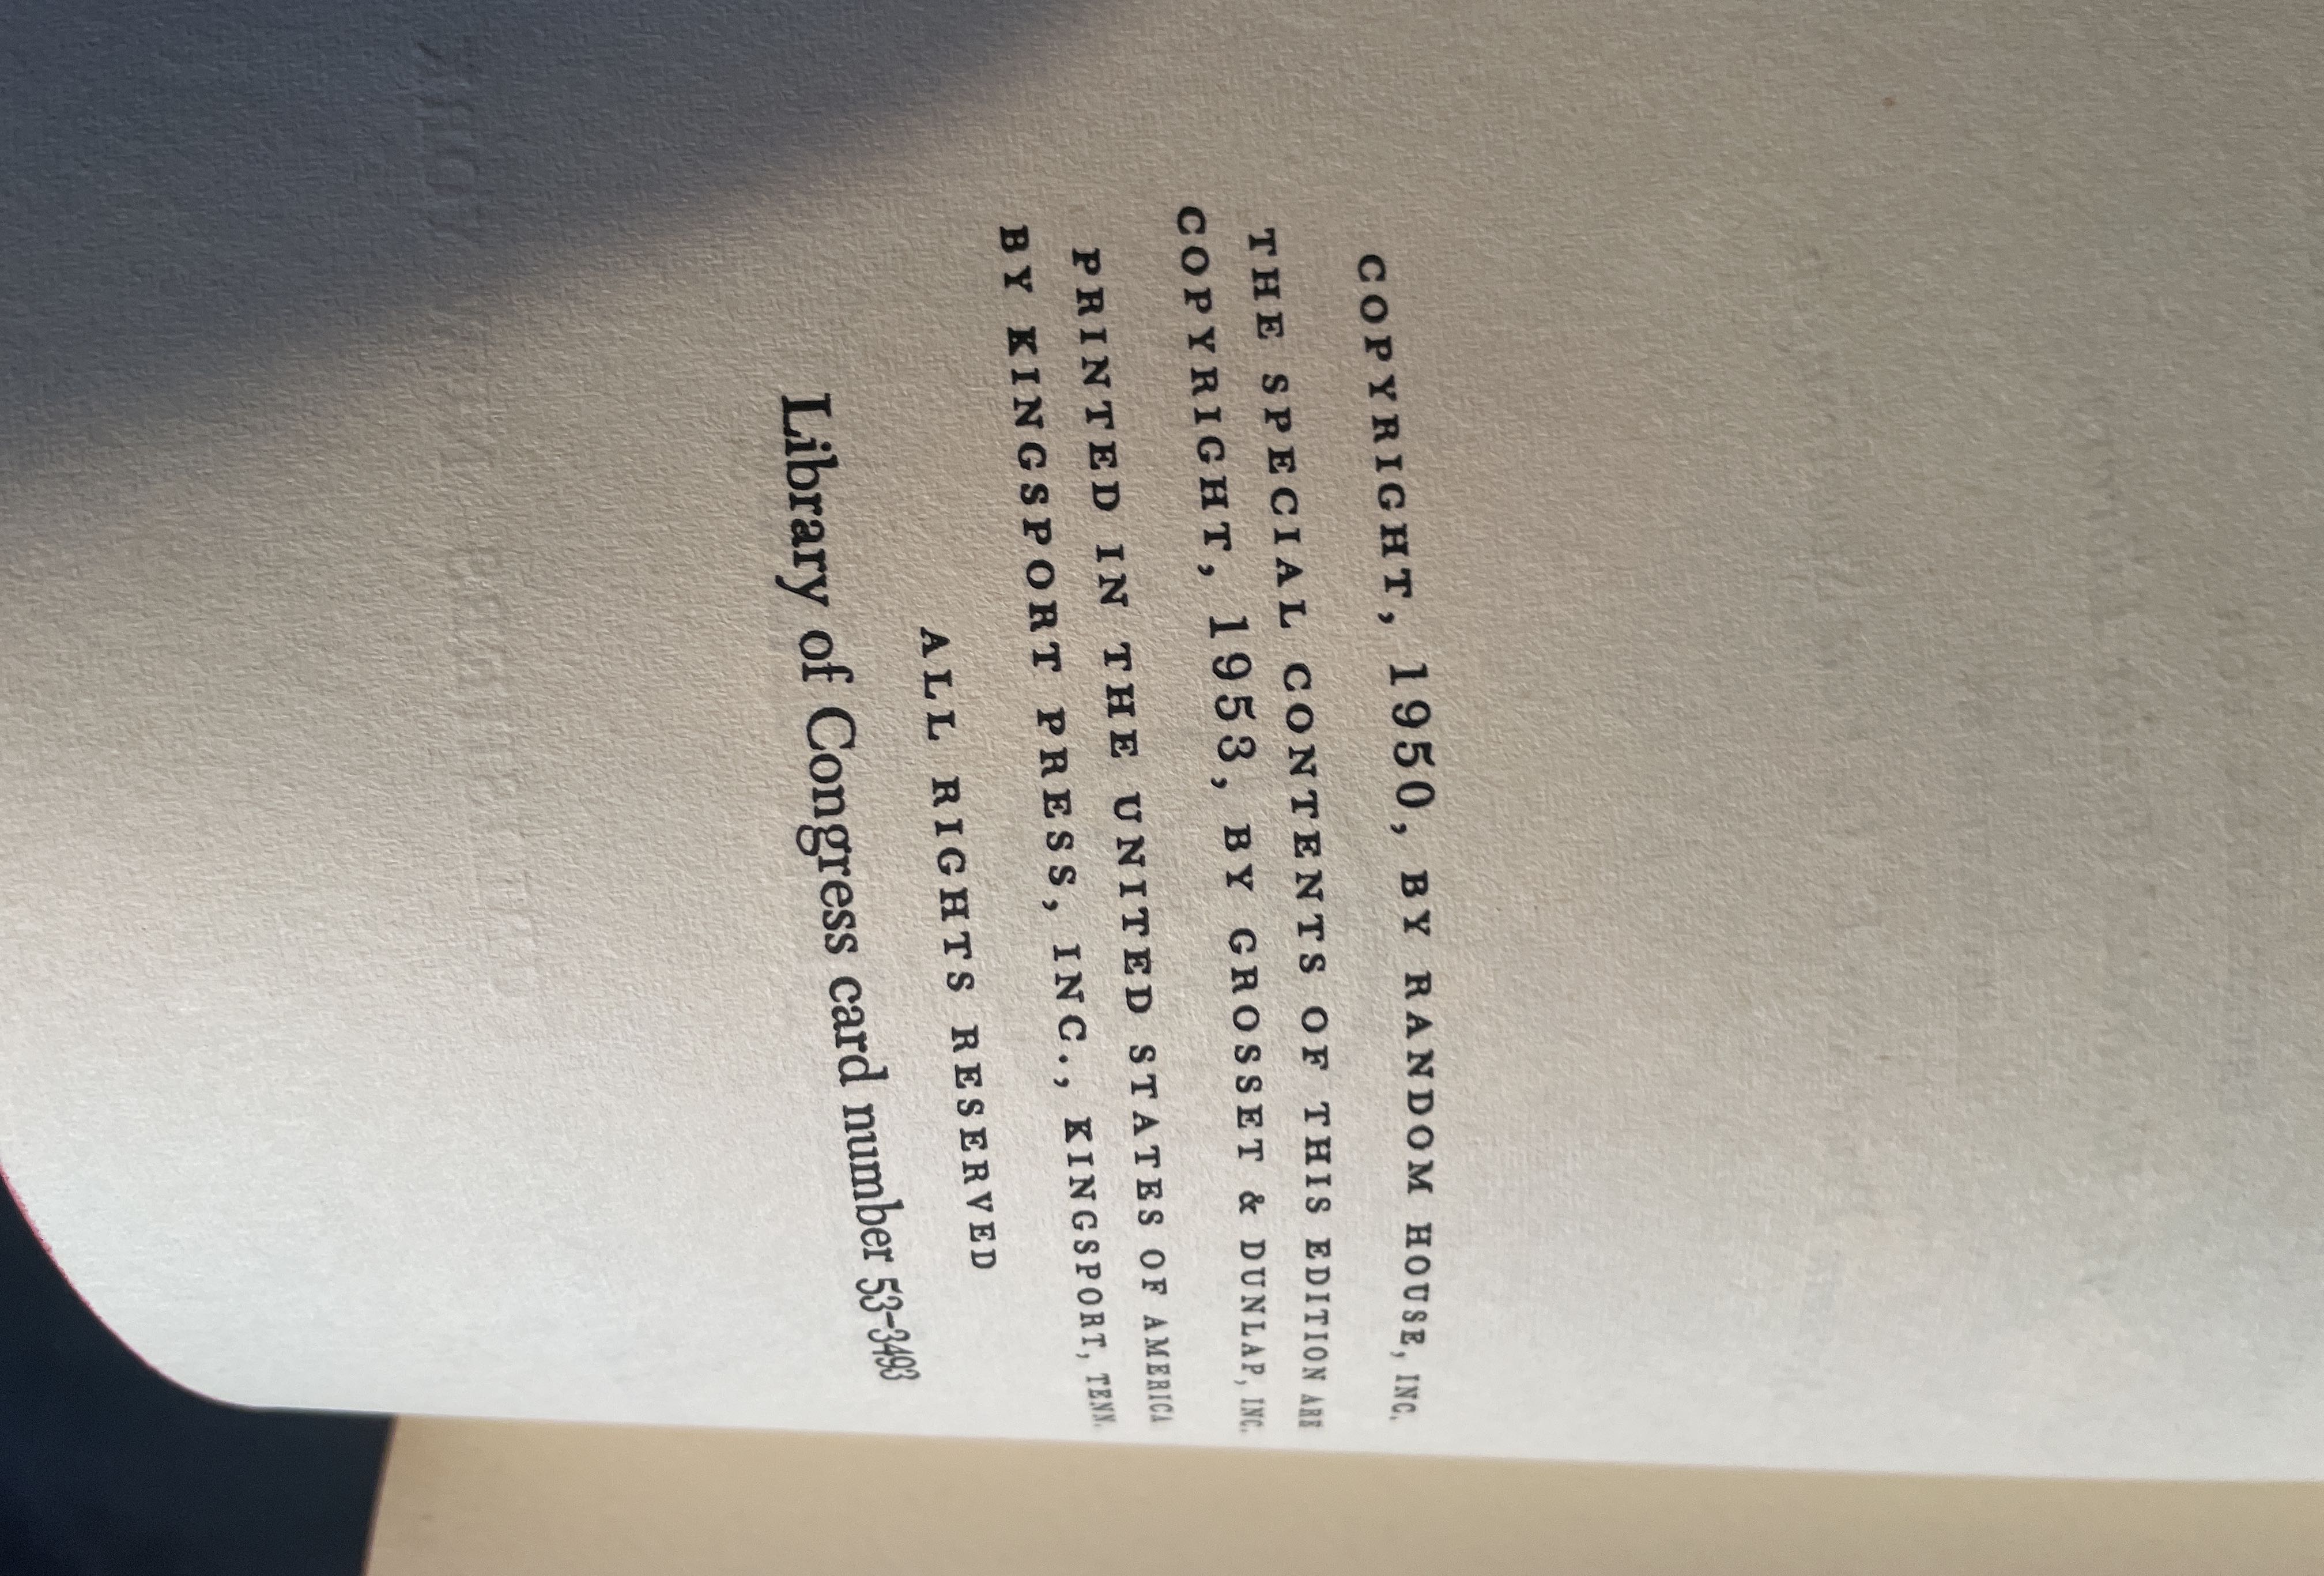 COPYRIGHT, 1950, BY RANDOM HOUSE, INC.
THE SPECIAL CONTENTS OF THIS EDITION ARE
COPYRIGHT, 1953, BY GROSSET & DUNLAP, INC.
PRINTED IN THE UNITED STATES OF AMERICA
BY KINGSPORT PRESS, INC., KINGSPORT, TENN.
ALL RIGHTS RESERVED
Library of Congress card number 53-3493